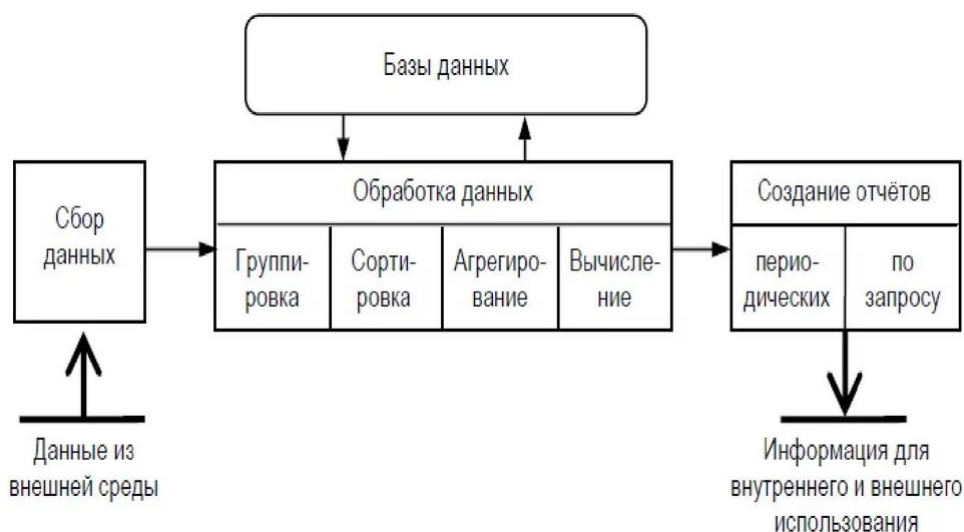 Базы данных
Сбор
данных
Обработка данных
Группи-
ровка
Сорти-
ровка
Агрегиро-
вание
Вычисле-
ние
Создание отчётов
перио-
дических
по
запросу
Данные из
внешней среды
Информация для
внутреннего и внешнего
использования